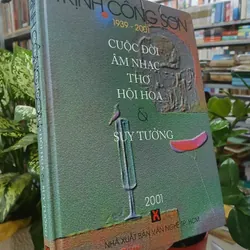 TRỊNH CÔNG SƠN
1939 - 2001
CUỘC ĐỜI
ÂM NHẠC
THƠ
HỘI HỌA
&
SUY TƯỞNG
2001
NHÀ XUẤT BẢN VĂN NGHỆ TP. HCM